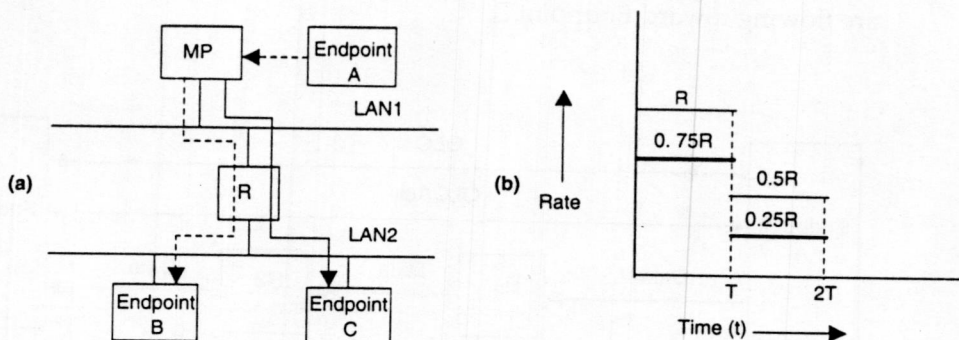 (a)
MP
Endpoint
A
LAN1
R
LAN2
Endpoint
B
Endpoint
C
(b)
Rate
R
0.75R
0.5R
0.25R
T
2T
Time (t)